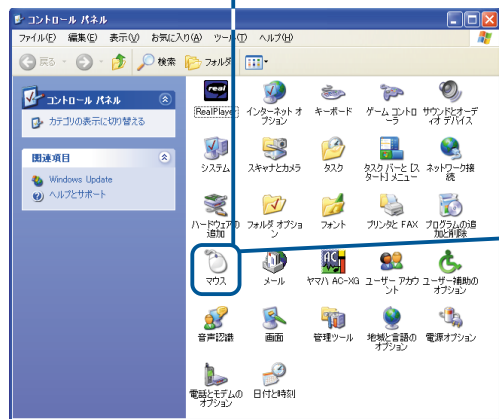 コントロール パネル
ファイル(F) 編集(E) 表示(V) お気に入り(A) ツール(T) ヘルプ(H)
戻る 検索 フォルダ
コントロール パネル
カテゴリの表示に切り替える
関連項目
Windows Update
ヘルプとサポート
real
RealPlayer
インターネット オプション
キーボード
ゲーム コントローラ
サウンドとオーディオ デバイス
システム
スキャナとカメラ
タスク
タスク バーと [スタート] メニュー
ネットワーク接続
ハードウェアの追加
フォルダ オプション
フォント
プリンタと FAX
プログラムの追加と削除
マウス
メール
ヤマハ AC-XG
ユーザー アカウント
ユーザー補助のオプション
音声認識
画面
管理ツール
地域と言語のオプション
電源オプション
電話とモデムのオプション
日付と時刻